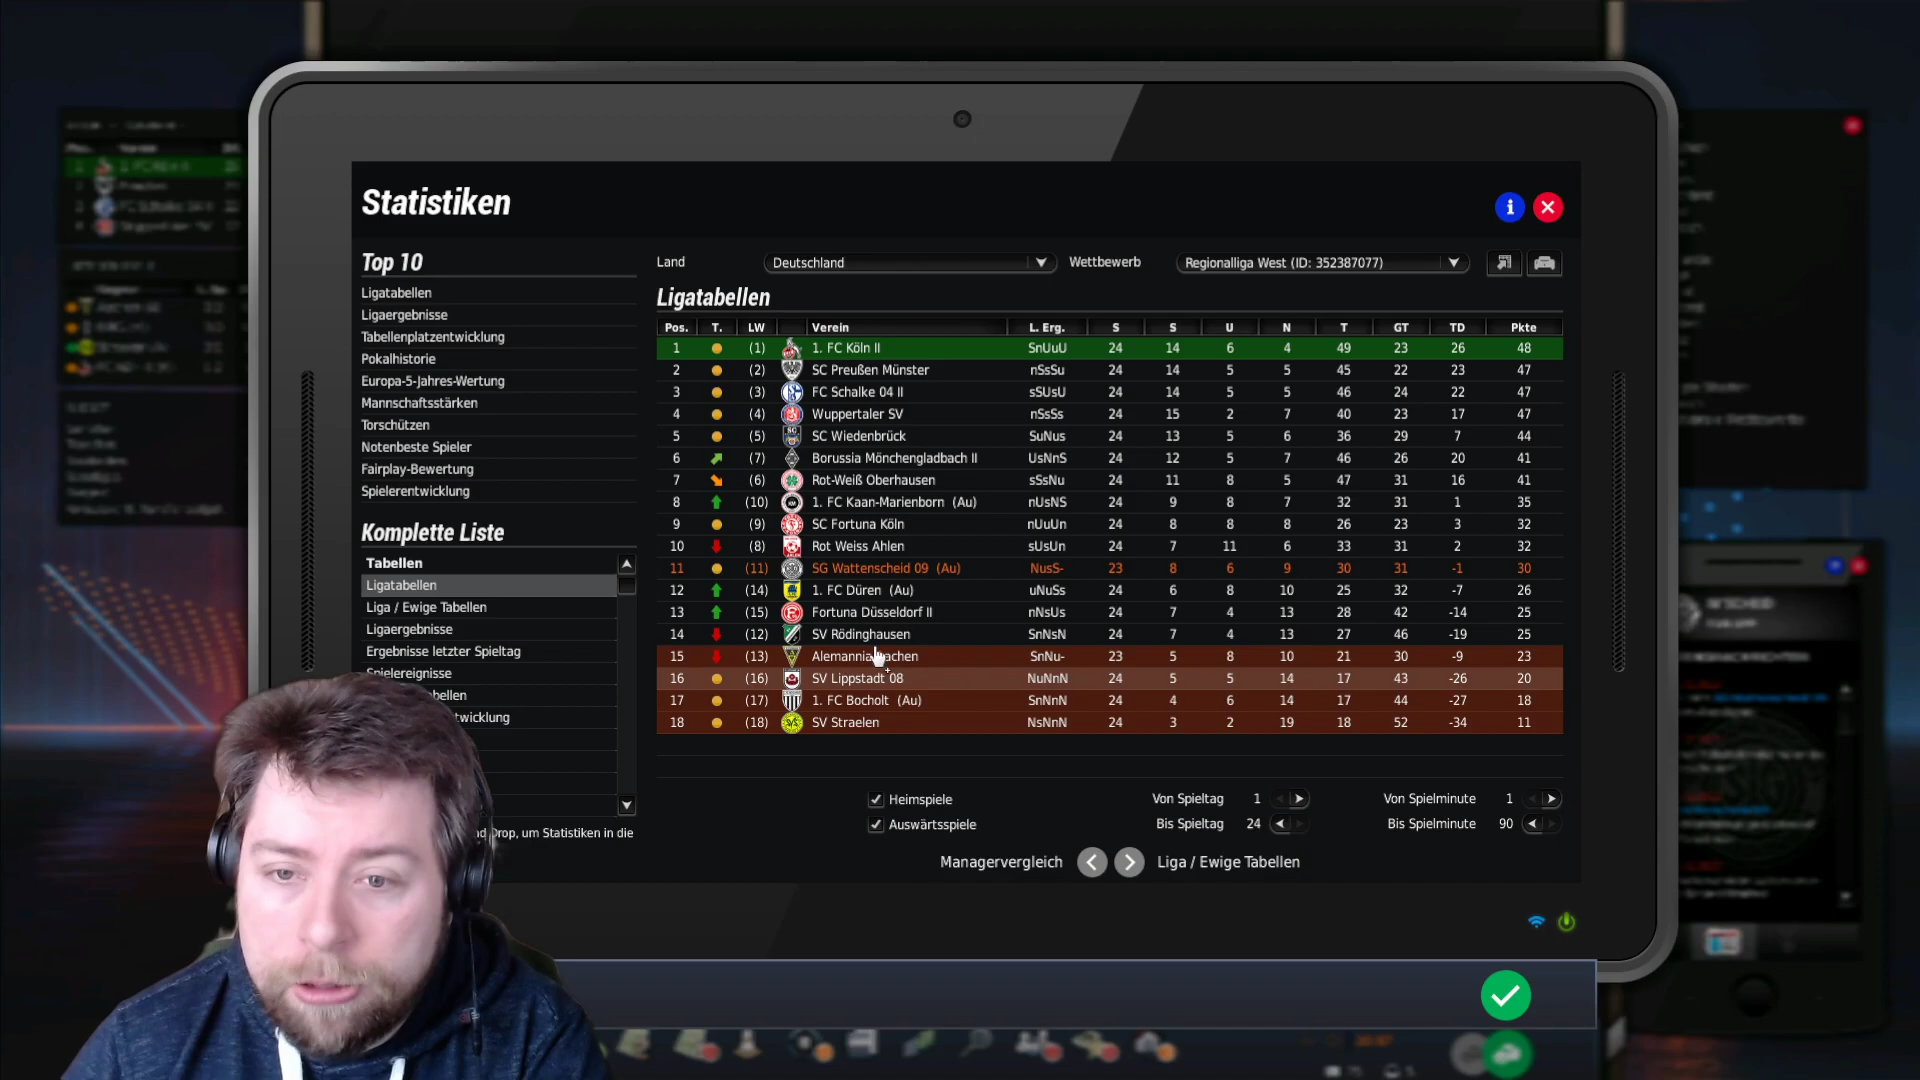 Statistiken
Top 10
Ligatabellen
Ligaergebnisse
Tabellenplatzentwicklung
Pokalhistorie
Europa-5-Jahres-Wertung
Mannschaftsstärken
Torschützen
Notenbeste Spieler
Fairplay-Bewertung
Spielerentwicklung
Komplette Liste
Tabellen
Ligatabellen
Liga / Ewige Tabellen
Ligaergebnisse
Ergebnisse letzter Spieltag
Spielereignisse
Drop, um Statistiken in die
Land Deutschland Wettbewerb Regionalliga West (ID: 352387077)
Ligatabellen
Pos. T. LW Verein L. Erg. S S U N T GT TD Pkte
1 (1) 1. FC Köln II SnUuU 24 14 6 4 49 23 26 48
2 (2) SC Preußen Münster nSsSu 24 14 5 5 45 22 23 47
3 (3) FC Schalke 04 II sSUsU 24 14 5 5 46 24 22 47
4 (4) Wuppertaler SV nSsSs 24 15 2 7 40 23 17 47
5 (5) SC Wiedenbrück SuNus 24 13 5 6 36 29 7 44
6 (7) Borussia Mönchengladbach II UsNnS 24 12 5 7 46 26 20 41
7 (6) Rot-Weiß Oberhausen sSsNu 24 11 8 5 47 31 16 41
8 (10) 1. FC Kaan-Marienborn (Au) nUsNS 24 9 8 7 32 31 1 35
9 (9) SC Fortuna Köln nUuUn 24 8 8 8 26 23 3 32
10 (8) Rot Weiss Ahlen sUsUn 24 7 11 6 33 31 2 32
11 (11) SG Wattenscheid 09 (Au) NusS- 23 8 6 9 30 31 -1 30
12 (14) 1. FC Düren (Au) uNuSs 24 6 8 10 25 32 -7 26
13 (15) Fortuna Düsseldorf II nNsUs 24 7 4 13 28 42 -14 25
14 (12) SV Rödinghausen SnNsN 24 7 4 13 27 46 -19 25
15 (13) Alemannia Aachen SnNu- 23 5 8 10 21 30 -9 23
16 (16) SV Lippstadt 08 NuNnN 24 5 5 14 17 43 -26 20
17 (17) 1. FC Bocholt (Au) SnNnN 24 4 6 14 17 44 -27 18
18 (18) SV Straelen NsNnN 24 3 2 19 18 52 -34 11
Heimspiele Von Spieltag 1 Von Spielminute 1
Auswärtsspiele Bis Spieltag 24 Bis Spielminute 90
Managervergleich Liga / Ewige Tabellen